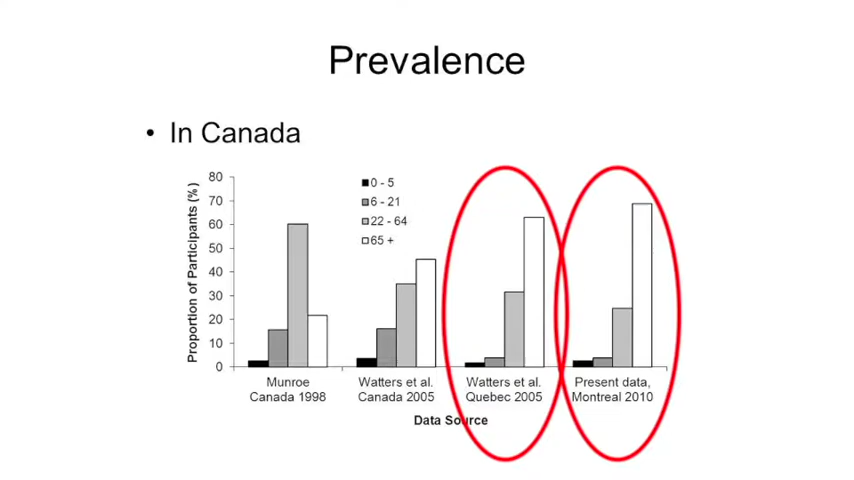 Prevalence
• In Canada
Proportion of Participants (%)
80
70
60
50
40
30
20
10
0
0 - 5
6 - 21
22 - 64
65 +
Munroe
Canada 1998
Watters et al.
Canada 2005
Watters et al.
Quebec 2005
Present data,
Montreal 2010
Data Source